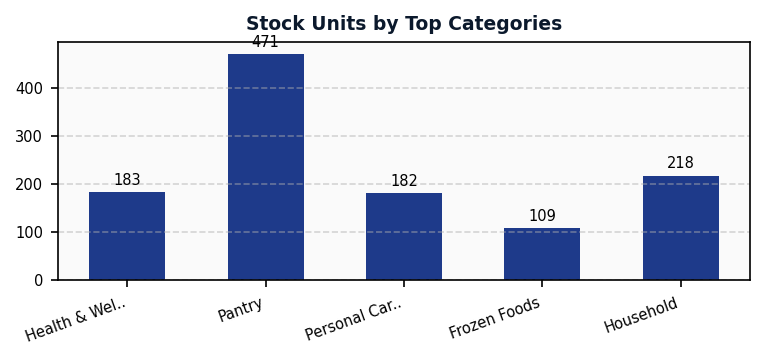 Stock Units by Top Categories
471
400
300
218
183
182
200
109
100
0
Health & Wel..
Pantry
Personal Car..
Frozen Foods
Household